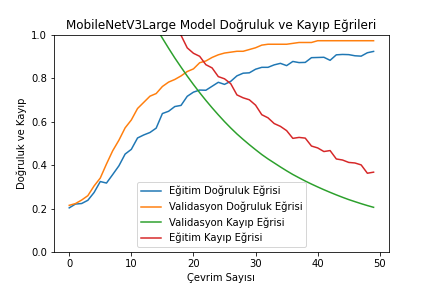 MobileNetV3Large Model Doğruluk ve Kayıp Eğrileri
1.0
0.8
0.6
0.4
0.2
0.0
Doğruluk ve Kayıp
Eğitim Doğruluk Eğrisi
Validasyon Doğruluk Eğrisi
Validasyon Kayıp Eğrisi
Eğitim Kayıp Eğrisi
0 10 20 30 40 50
Çevrim Sayısı